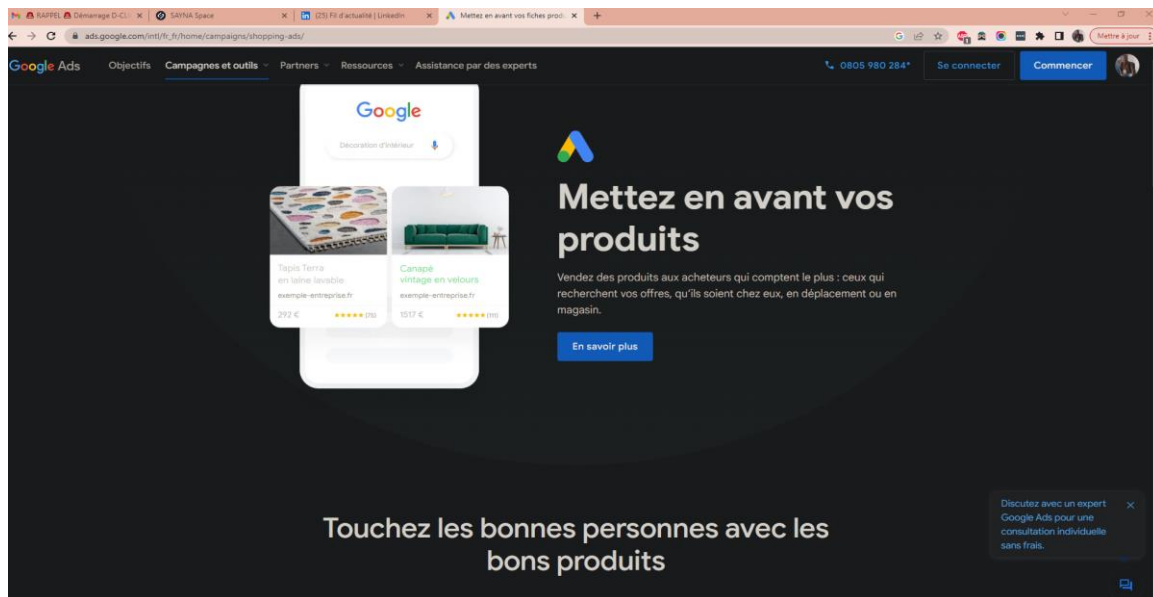 RAPPEL Démarrage D-CLI
SAYNA Space
(23) Fil d'actualité | LinkedIn
Mettez en avant vos fiches prod
ads.google.com/intl/fr_fr/home/campaigns/shopping-ads/
Mettre à jour
Google Ads
Objectifs
Campagnes et outils
Partners
Ressources
Assistance par des experts
0805 980 284*
Se connecter
Commencer
Google
Décoration d'intérieur
Tapis Terra
en laine lavable
exemple-entreprise.fr
292 €
Canapé
vintage en velours
exemple-entreprise.fr
1517 €
Mettez en avant vos
produits
Vendez des produits aux acheteurs qui comptent le plus : ceux qui
recherchent vos offres, qu'ils soient chez eux, en déplacement ou en
magasin.
En savoir plus
Touchez les bonnes personnes avec les
bons produits
Discutez avec un expert
Google Ads pour une
consultation individuelle
sans frais.